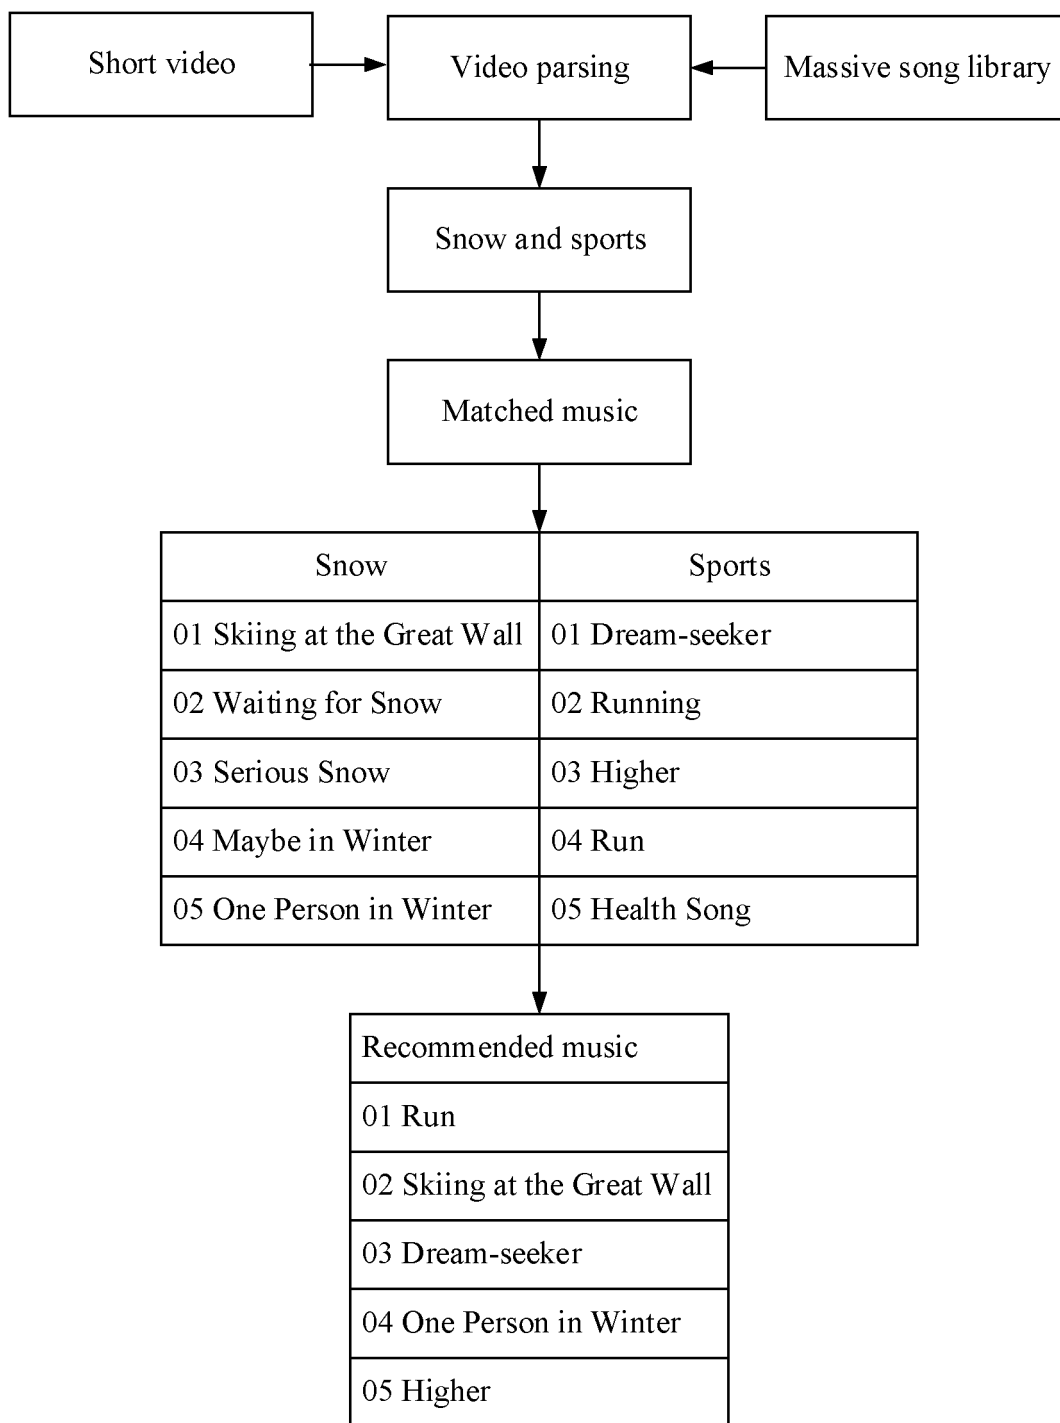 Short video
Video parsing
Massive song library
Snow and sports
Matched music
Snow
Sports
01 Skiing at the Great Wall
01 Dream-seeker
02 Waiting for Snow
02 Running
03 Serious Snow
03 Higher
04 Maybe in Winter
04 Run
05 One Person in Winter
05 Health Song
Recommended music
01 Run
02 Skiing at the Great Wall
03 Dream-seeker
04 One Person in Winter
05 Higher